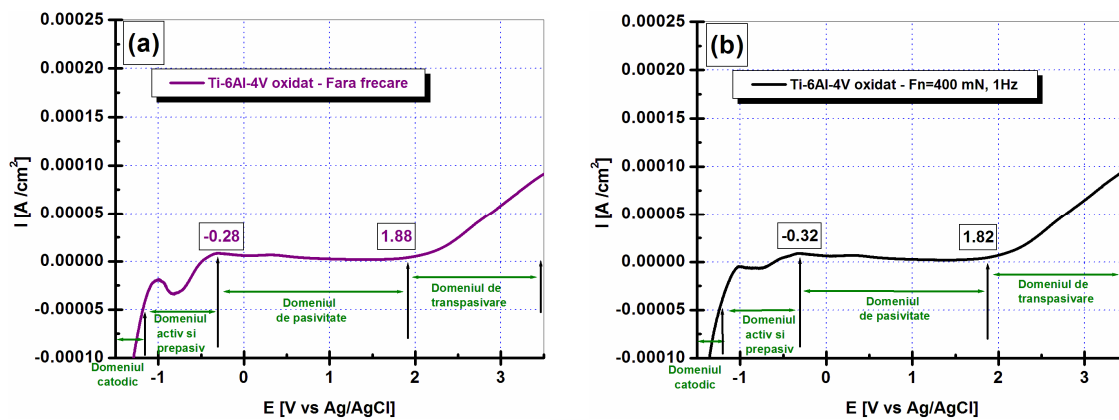 (a)
Ti-6Al-4V oxidat - Fara frecare
I [A /cm2]
0.00025
0.00020
0.00015
0.00010
0.00005
0.00000
-0.00005
-0.00010
-0.28
1.88
Domeniul
de pasivitate
Domeniul de
transpasivare
Domeniul
activ si
prepasiv
Domeniul
catodic
-1
0
1
2
3
E [V vs Ag/AgCl]
(b)
Ti-6Al-4V oxidat - Fn=400 mN, 1Hz
I [A /cm2]
0.00025
0.00020
0.00015
0.00010
0.00005
0.00000
-0.00005
-0.00010
-0.32
1.82
Domeniul
de pasivitate
Domeniul de
transpasivare
Domeniul
activ si
prepasiv
Domeniul
catodic
-1
0
1
2
3
E [V vs Ag/AgCl]